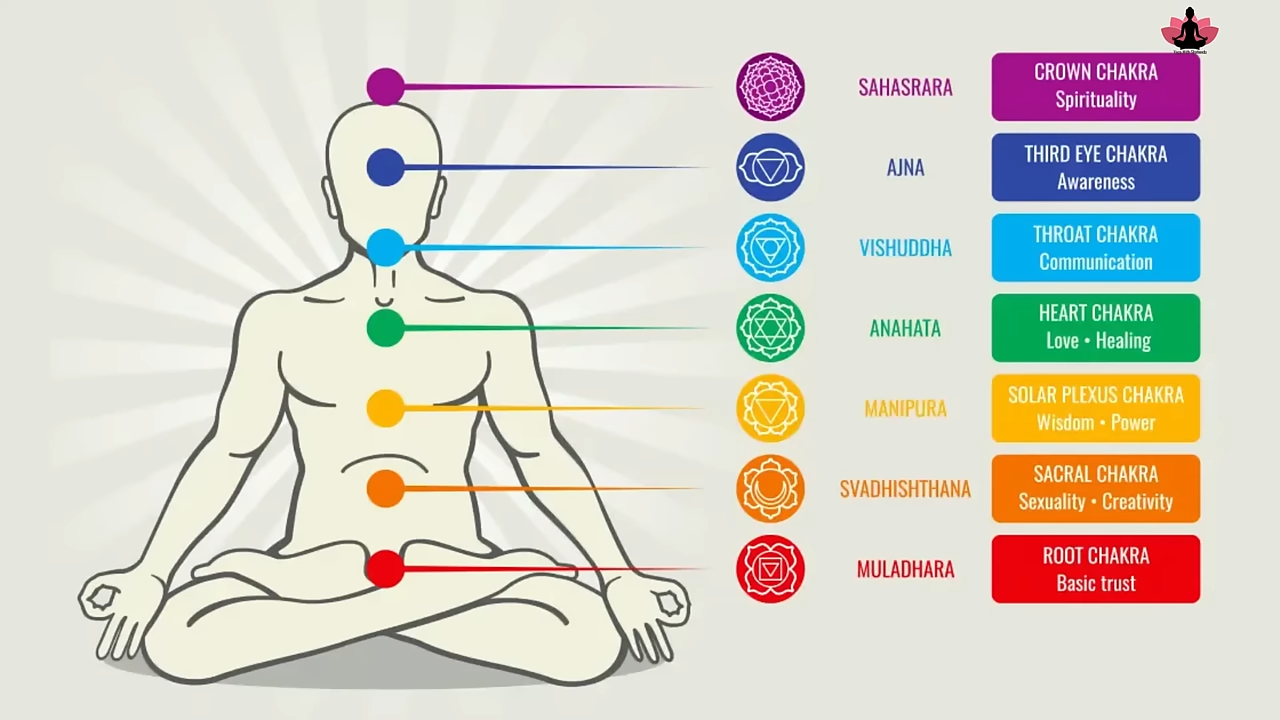 SAHASRARA
CROWN CHAKRA
Spirituality
AJNA
THIRD EYE CHAKRA
Awareness
VISHUDDHA
THROAT CHAKRA
Communication
ANAHATA
HEART CHAKRA
Love • Healing
MANIPURA
SOLAR PLEXUS CHAKRA
Wisdom • Power
SVADHISHTHANA
SACRAL CHAKRA
Sexuality • Creativity
MULADHARA
ROOT CHAKRA
Basic trust